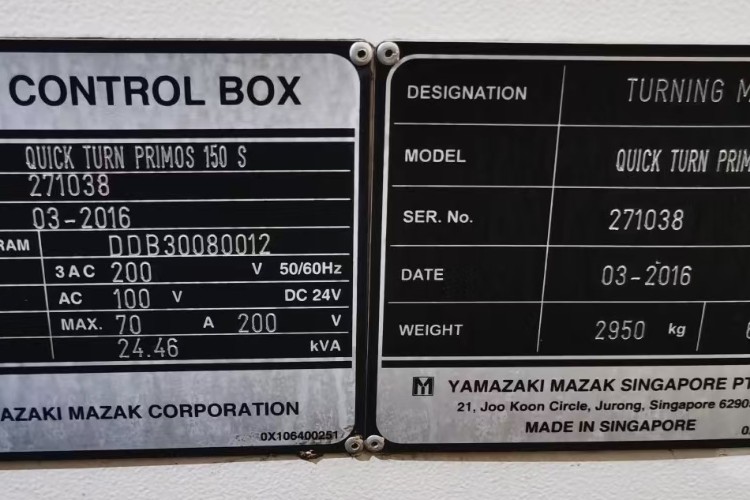 CONTROL BOX
QUICK TURN PRIMOS 150 S
271038
03-2016
RAM DDB30080012
3 AC 200 V 50/60Hz
AC 100 V DC 24V
MAX. 70 A 200 V
24.46 kVA
AZAKI MAZAK CORPORATION
0X106400251
DESIGNATION TURNING M
MODEL QUICK TURN PRIM
SER. No. 271038
DATE 03-2016
WEIGHT 2950 kg
M YAMAZAKI MAZAK SINGAPORE PT
21, Joo Koon Circle, Jurong, Singapore 6290
MADE IN SINGAPORE